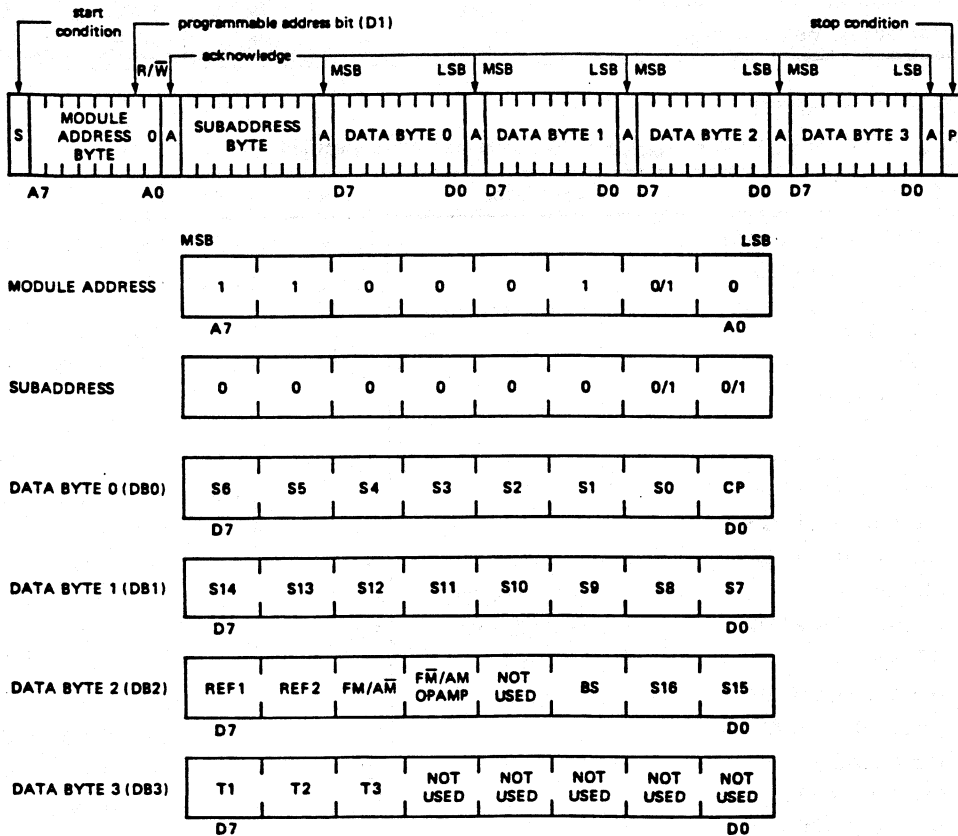 start condition
programmable address bit (D1)
stop condition
R/W̅
acknowledge
MSB LSB MSB LSB MSB LSB MSB LSB
S MODULE ADDRESS BYTE 0 A SUBADDRESS BYTE A DATA BYTE 0 A DATA BYTE 1 A DATA BYTE 2 A DATA BYTE 3 A P
A7 A0 D7 D0 D7 D0 D7 D0 D7 D0
MSB LSB
MODULE ADDRESS 1 1 0 0 0 1 0/1 0
A7 A0
SUBADDRESS 0 0 0 0 0 0 0/1 0/1
DATA BYTE 0 (DB0) S6 S5 S4 S3 S2 S1 S0 CP
D7 D0
DATA BYTE 1 (DB1) S14 S13 S12 S11 S10 S9 S8 S7
D7 D0
DATA BYTE 2 (DB2) REF1 REF2 FM/AM̅ FM̅/AM OPAMP NOT USED BS S16 S15
D7 D0
DATA BYTE 3 (DB3) T1 T2 T3 NOT USED NOT USED NOT USED NOT USED NOT USED
D7 D0